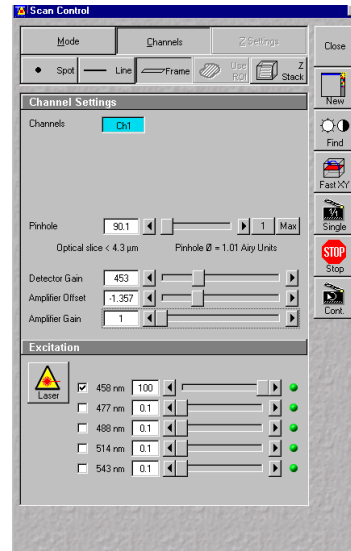 Scan Control
Mode
Channels
Z Settings
Close
Spot
Line
Frame
Use ROI
Z Stack
New
Channel Settings
Channels
Ch1
Find
Fast XY
Pinhole 90.1 1 Max
Single
Optical slice < 4.3 µm Pinhole Ø = 1.01 Airy Units
STOP
Stop
Detector Gain 453
Amplifier Offset -1.357
Amplifier Gain 1
Cont.
Excitation
Laser
458 nm 100
477 nm 0.1
488 nm 0.1
514 nm 0.1
543 nm 0.1